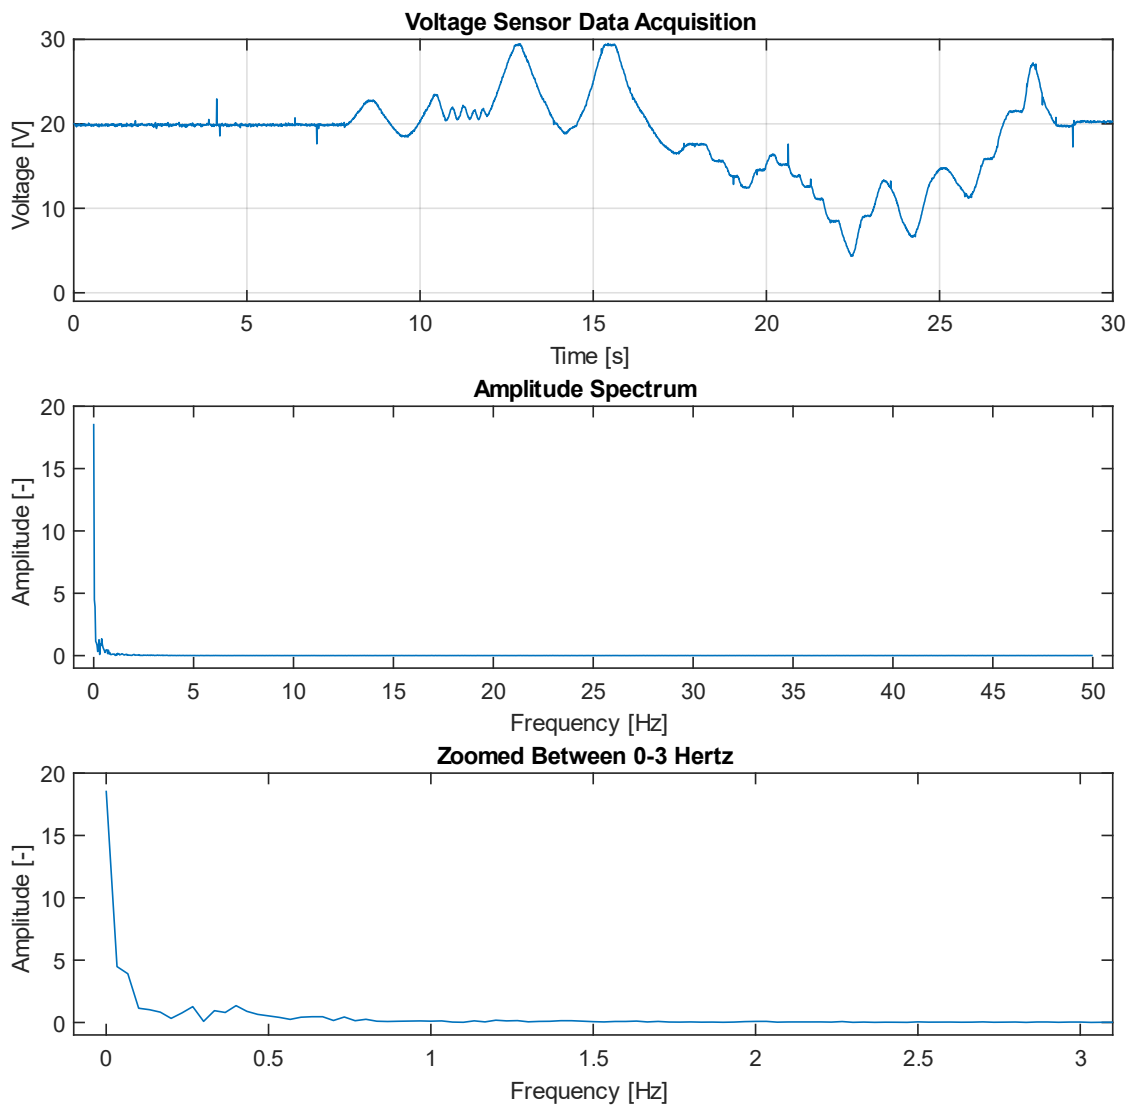 Voltage Sensor Data Acquisition
30
20
10
0
Voltage [V]
0 5 10 15 20 25 30
Time [s]
Amplitude Spectrum
20
15
10
5
0
Amplitude [-]
0 5 10 15 20 25 30 35 40 45 50
Frequency [Hz]
Zoomed Between 0-3 Hertz
20
15
10
5
0
Amplitude [-]
0 0.5 1 1.5 2 2.5 3
Frequency [Hz]